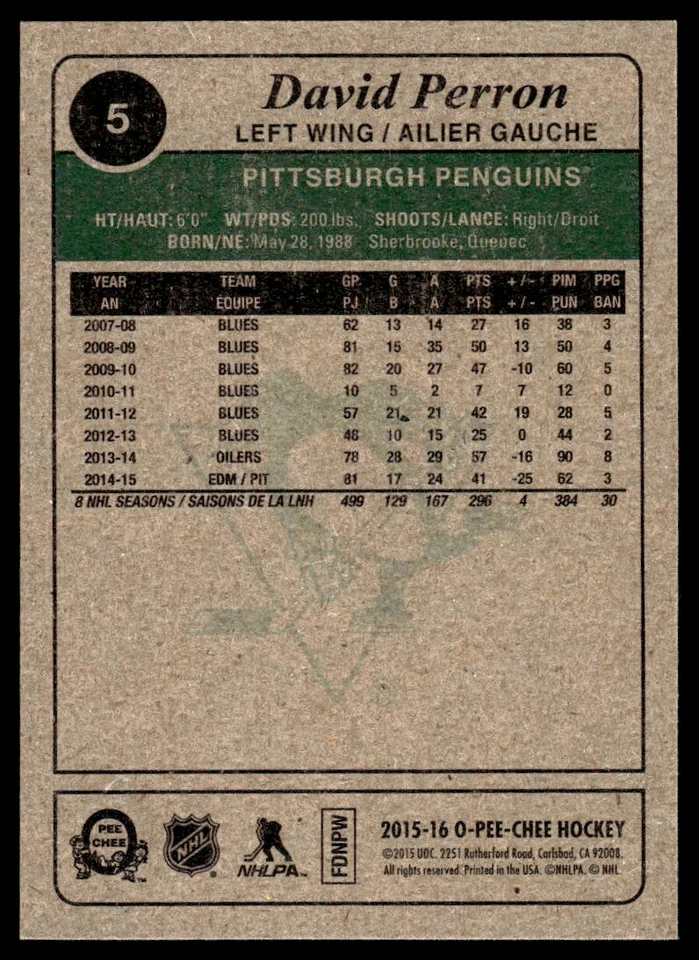 5
David Perron
LEFT WING / AILIER GAUCHE
PITTSBURGH PENGUINS
HT/HAUT: 6'0" WT/PDS: 200 lbs. SHOOTS/LANCE: Right/Droit
BORN/NE: May 28, 1988 Sherbrooke, Quebec
YEAR TEAM GP G A PTS + / - PIM PPG
AN ÉQUIPE PJ B A PTS + / - PUN BAN
2007-08 BLUES 62 13 14 27 16 38 3
2008-09 BLUES 81 15 35 50 13 50 4
2009-10 BLUES 82 20 27 47 -10 60 5
2010-11 BLUES 10 5 2 7 7 12 0
2011-12 BLUES 57 21 21 42 19 28 5
2012-13 BLUES 48 10 15 25 0 44 2
2013-14 OILERS 78 28 29 57 -16 90 8
2014-15 EDM / PIT 81 17 24 41 -25 62 3
8 NHL SEASONS / SAISONS DE LA LNH 499 129 167 296 4 384 30
PEE
CHEE
TM
NHL
NHLPA
FDNPW
2015-16 O-PEE-CHEE HOCKEY
©2015 UDC. 2251 Rutherford Road, Carlsbad, CA 92008.
All rights reserved. Printed in the USA. ©NHLPA. © NHL